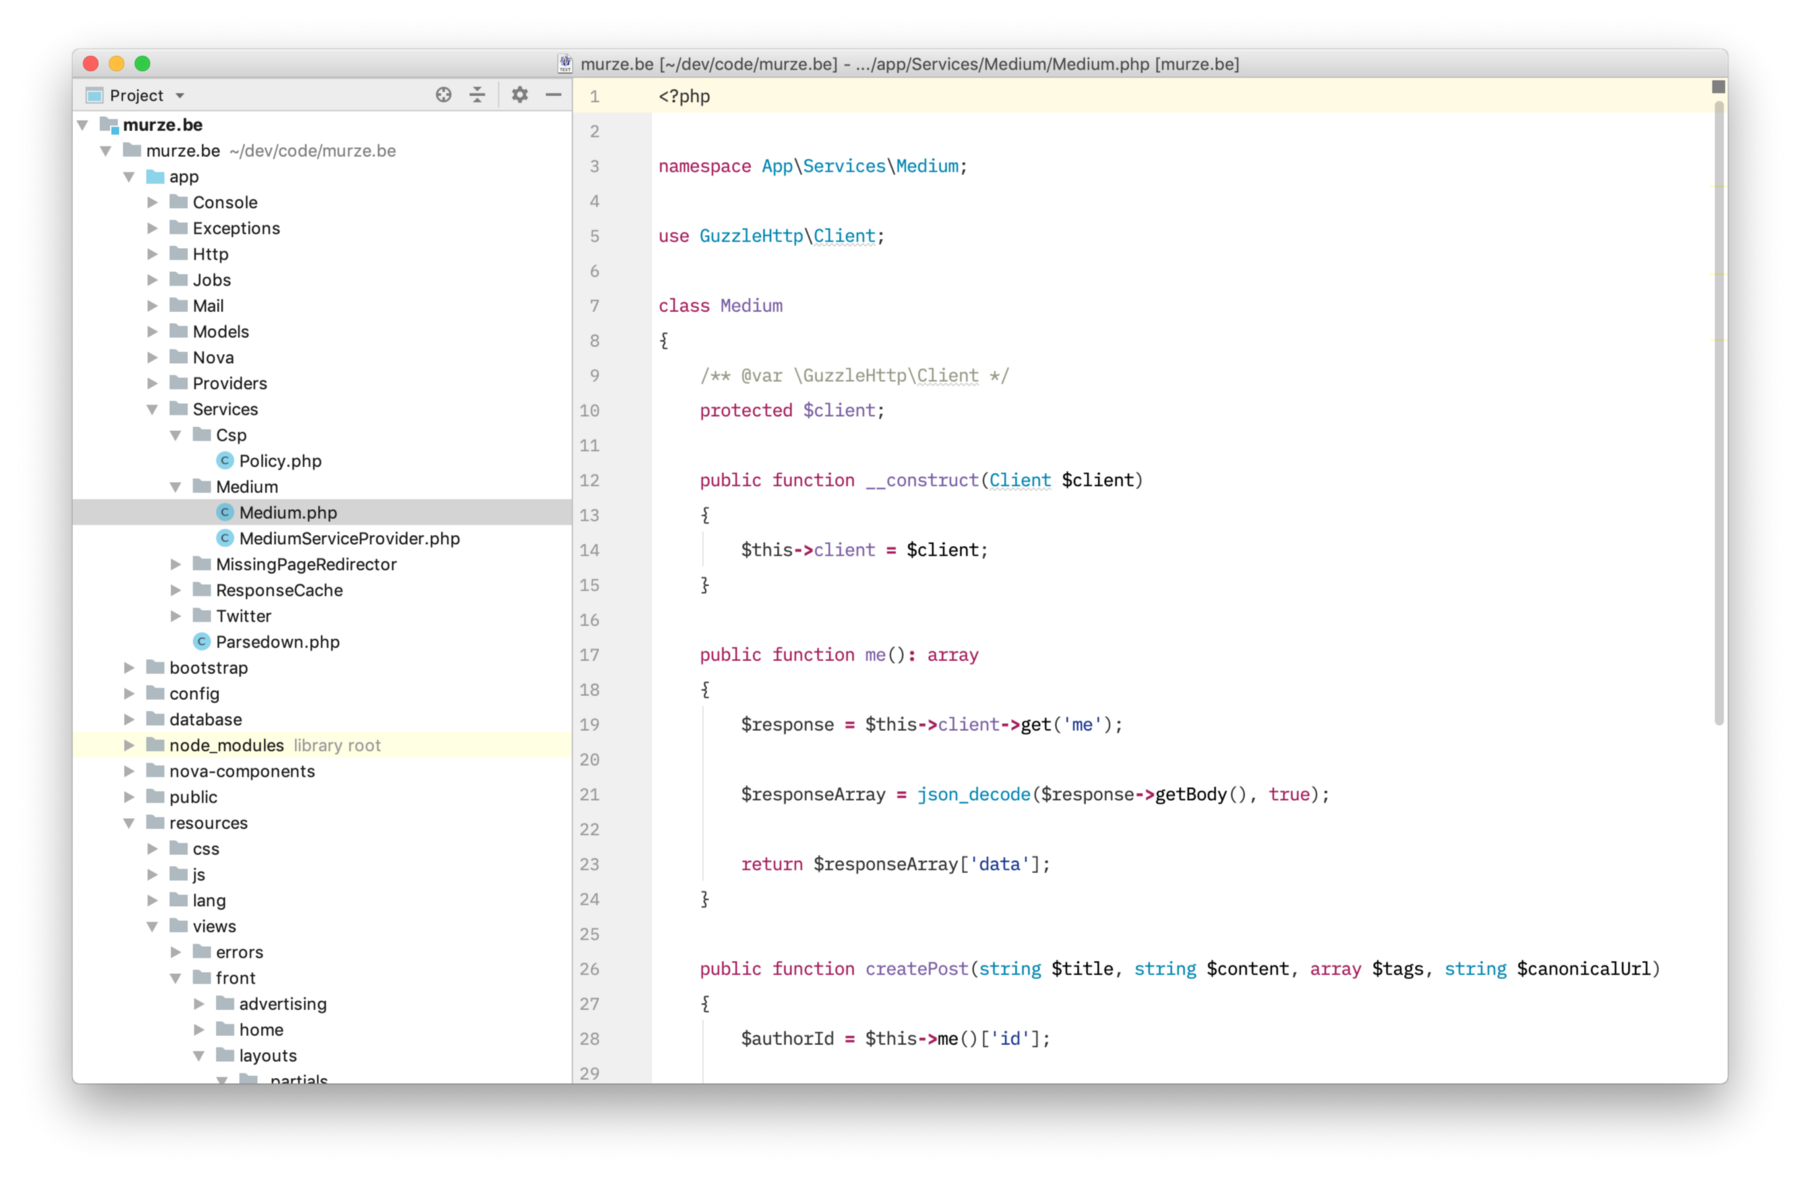 murze.be [~/dev/code/murze.be] - .../app/Services/Medium/Medium.php [murze.be]
Project
murze.be
murze.be ~/dev/code/murze.be
app
Console
Exceptions
Http
Jobs
Mail
Models
Nova
Providers
Services
Csp
Policy.php
Medium
Medium.php
MediumServiceProvider.php
MissingPageRedirector
ResponseCache
Twitter
Parsedown.php
bootstrap
config
database
node_modules library root
nova-components
public
resources
css
js
lang
views
errors
front
advertising
home
layouts
partials
1 <?php
2
3 namespace App\Services\Medium;
4
5 use GuzzleHttp\Client;
6
7 class Medium
8 {
9 /** @var \GuzzleHttp\Client */
10 protected $client;
11
12 public function __construct(Client $client)
13 {
14 $this->client = $client;
15 }
16
17 public function me(): array
18 {
19 $response = $this->client->get('me');
20
21 $responseArray = json_decode($response->getBody(), true);
22
23 return $responseArray['data'];
24 }
25
26 public function createPost(string $title, string $content, array $tags, string $canonicalUrl)
27 {
28 $authorId = $this->me()['id'];
29